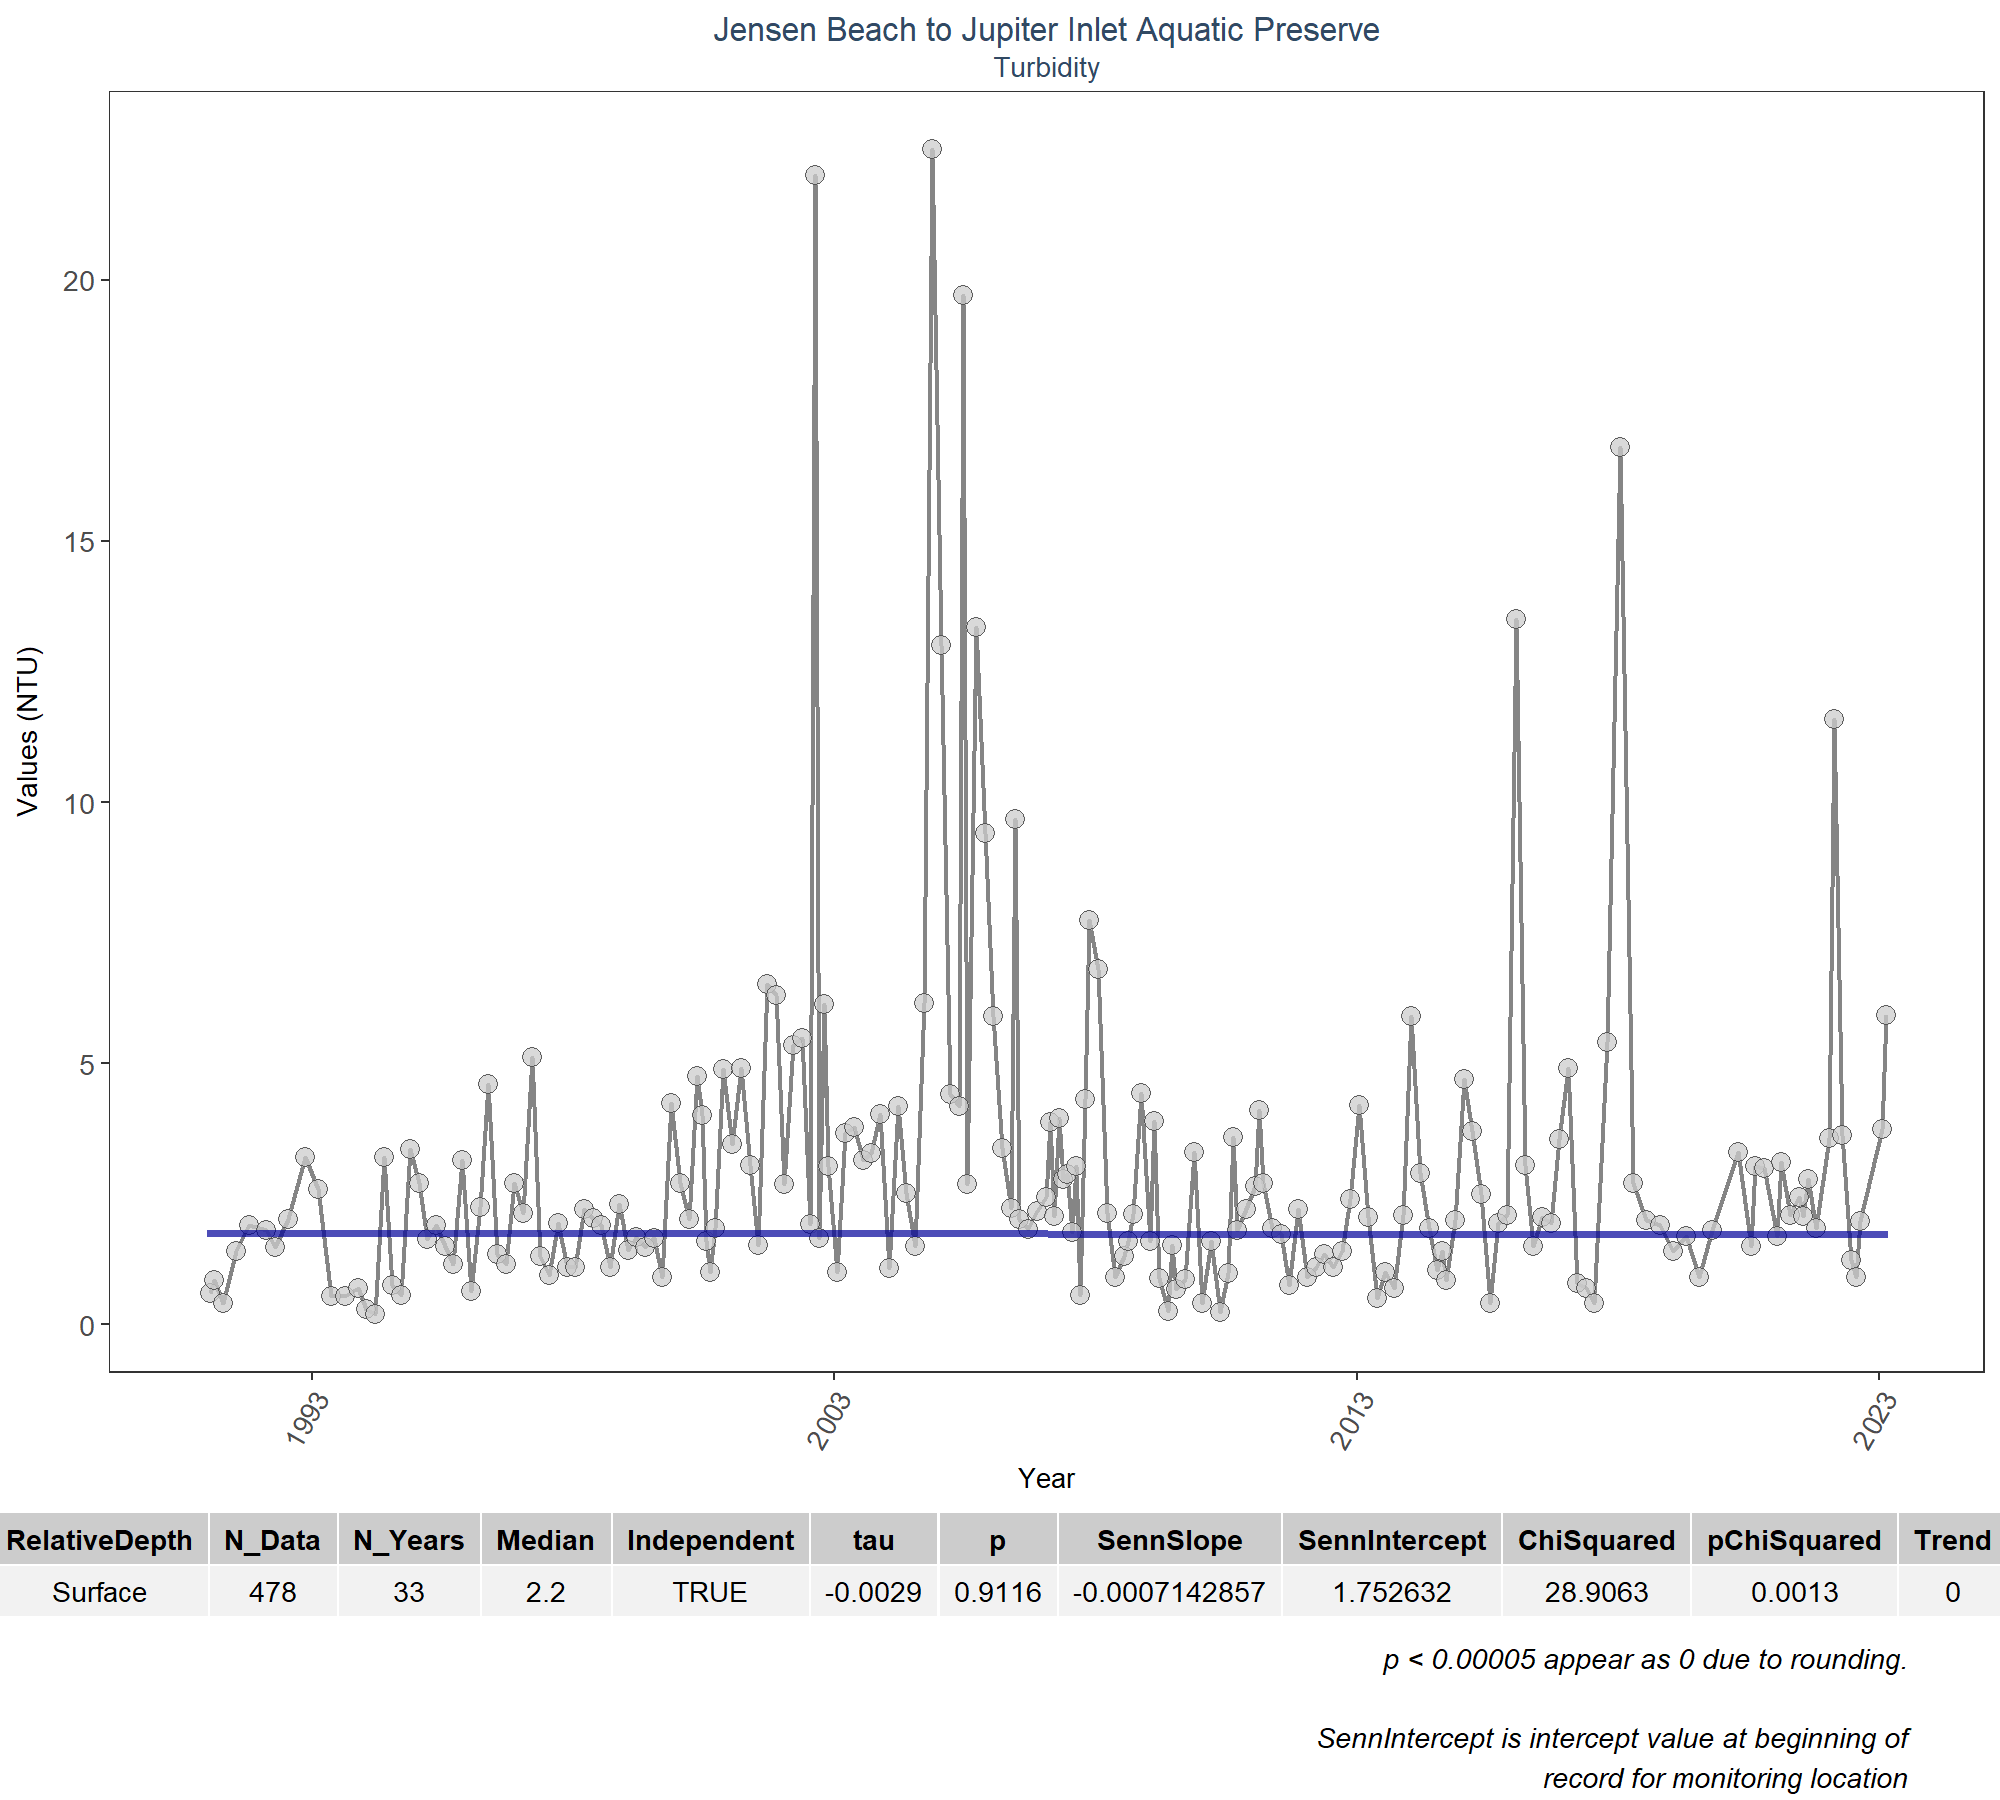 Jensen Beach to Jupiter Inlet Aquatic Preserve
Turbidity
Values (NTU)
20
15
10
5
0
1993
2003
2013
2023
Year
RelativeDepth N_Data N_Years Median Independent tau p SennSlope SennIntercept ChiSquared pChiSquared Trend
Surface 478 33 2.2 TRUE -0.0029 0.9116 -0.0007142857 1.752632 28.9063 0.0013 0
p < 0.00005 appear as 0 due to rounding.
SennIntercept is intercept value at beginning of
record for monitoring location